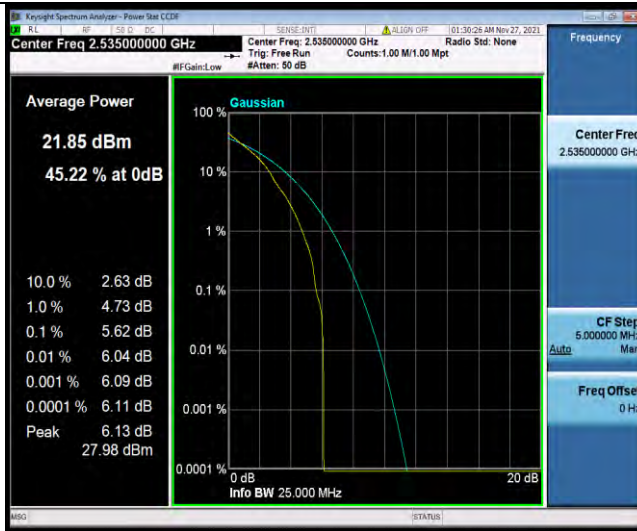 Keysight Spectrum Analyzer - Power Stat CCDF
RL RF 50 Ω DC SENSE:INT ALIGN OFF 01:30:26 AM Nov 27, 2021
Center Freq 2.535000000 GHz
Center Freq: 2.535000000 GHz Radio Std: None
Trig: Free Run Counts:1.00 M/1.00 Mpt
#IFGain:Low #Atten: 50 dB
Frequency
Average Power
21.85 dBm
45.22 % at 0dB
10.0 % 2.63 dB
1.0 % 4.73 dB
0.1 % 5.62 dB
0.01 % 6.04 dB
0.001 % 6.09 dB
0.0001 % 6.11 dB
Peak 6.13 dB
27.98 dBm
Gaussian
100 %
10 %
1 %
0.1 %
0.01 %
0.001 %
0.0001 %
0 dB 20 dB
Info BW 25.000 MHz
Center Freq
2.535000000 GHz
CF Step
5.000000 MHz
Auto Man
Freq Offset
0 Hz
MSG STATUS